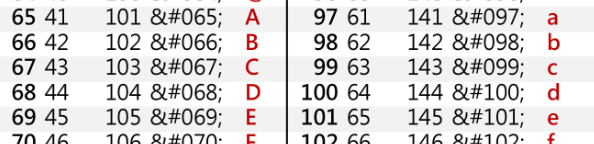 65 41 101 &#065; A 97 61 141 &#097; a
66 42 102 &#066; B 98 62 142 &#098; b
67 43 103 &#067; C 99 63 143 &#099; c
68 44 104 &#068; D 100 64 144 &#100; d
69 45 105 &#069; E 101 65 145 &#101; e
70 46 106 &#070; F 102 66 146 &#102; f